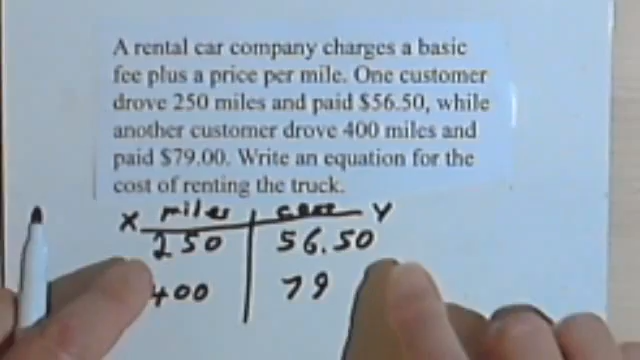 A rental car company charges a basic
fee plus a price per mile. One customer
drove 250 miles and paid $56.50, while
another customer drove 400 miles and
paid $79.00. Write an equation for the
cost of renting the truck.
X miles cost Y
250 56.50
400 79